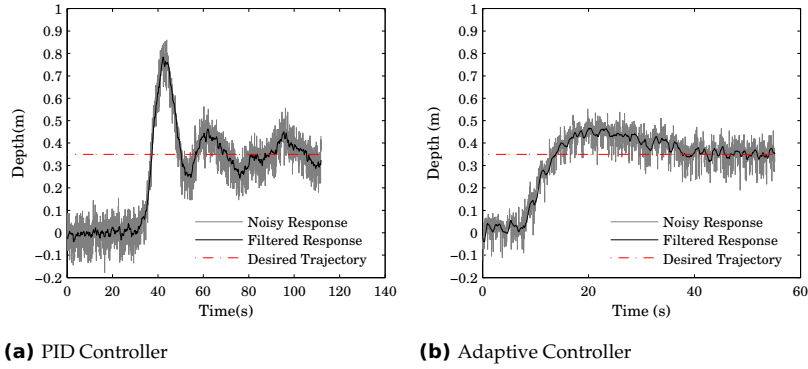 1
0.9
0.8
0.7
0.6
0.5
0.4
0.3
0.2
0.1
0
−0.1
−0.2
Depth(m)
Noisy Response
Filtered Response
Desired Trajectory
0 20 40 60 80 100 120 140
Time(s)
(a) PID Controller
1
0.9
0.8
0.7
0.6
0.5
0.4
0.3
0.2
0.1
0
−0.1
−0.2
Depth (m)
Noisy Response
Filtered Response
Desired Trajectory
0 20 40 60
Time (s)
(b) Adaptive Controller